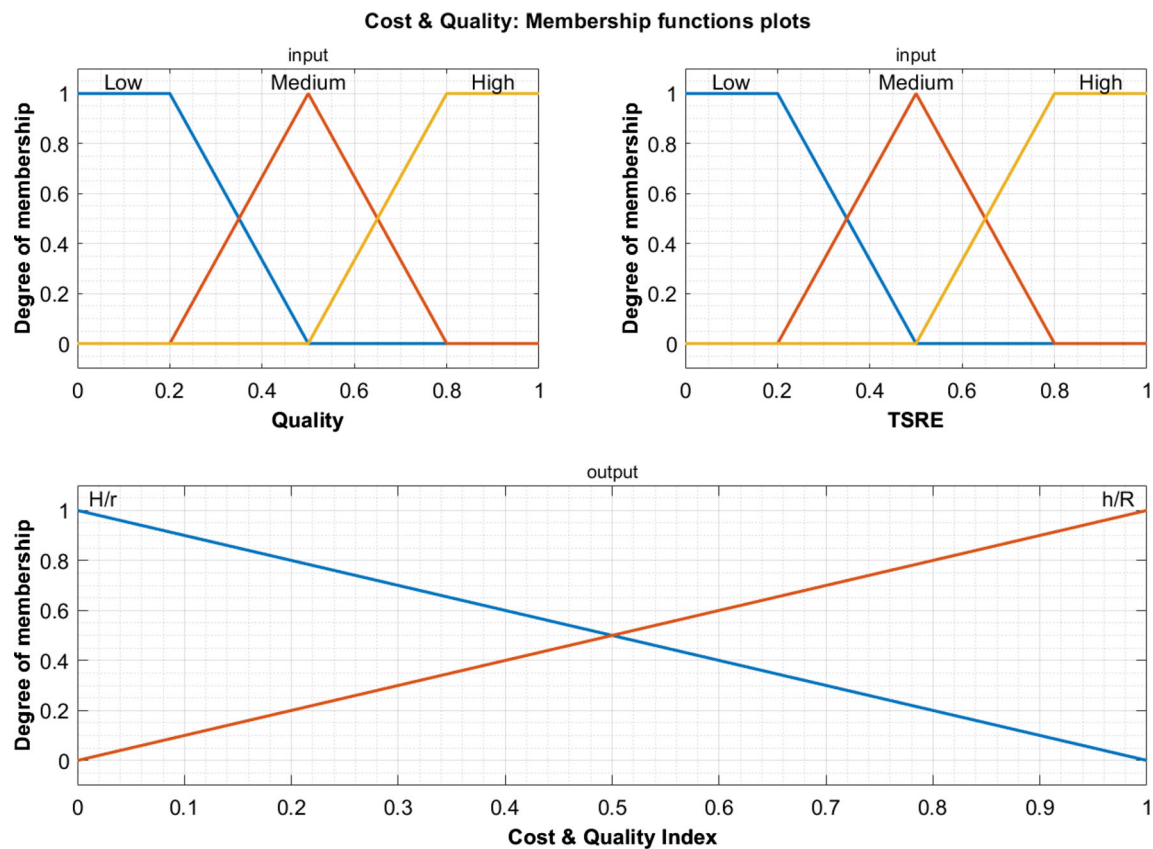 Cost & Quality: Membership functions plots
input
Low Medium High
1
0.8
0.6
0.4
0.2
0
Degree of membership
0 0.2 0.4 0.6 0.8 1
Quality
input
Low Medium High
1
0.8
0.6
0.4
0.2
0
Degree of membership
0 0.2 0.4 0.6 0.8 1
TSRE
output
H/r h/R
1
0.8
0.6
0.4
0.2
0
Degree of membership
0 0.1 0.2 0.3 0.4 0.5 0.6 0.7 0.8 0.9 1
Cost & Quality Index